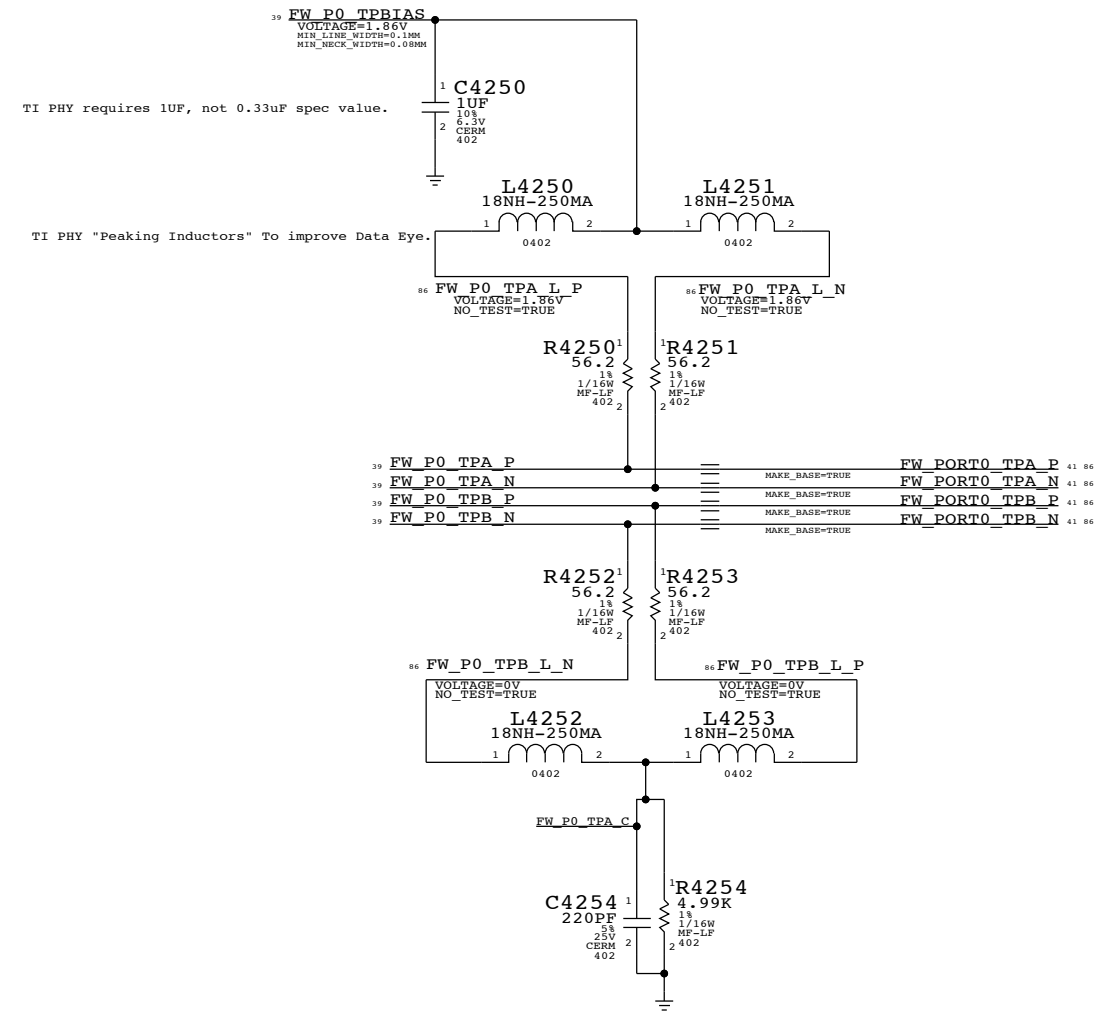 39 FW_P0_TPBIAS
VOLTAGE=1.86V
MIN_LINE_WIDTH=0.1MM
MIN_NECK_WIDTH=0.08MM
1 C4250
1UF
10%
6.3V
CERM
402
2
TI PHY requires 1UF, not 0.33uF spec value.
L4250
18NH-250MA
1 2
0402
L4251
18NH-250MA
1 2
0402
TI PHY "Peaking Inductors" To improve Data Eye.
86 FW_P0_TPA_L_P
VOLTAGE=1.86V
NO_TEST=TRUE
86 FW_P0_TPA_L_N
VOLTAGE=1.86V
NO_TEST=TRUE
R4250 1
56.2
1%
1/16W
MF-LF
402 2
1 R4251
56.2
1%
1/16W
MF-LF
2 402
39 FW_P0_TPA_P
39 FW_P0_TPA_N
39 FW_P0_TPB_P
39 FW_P0_TPB_N
MAKE_BASE=TRUE
MAKE_BASE=TRUE
MAKE_BASE=TRUE
MAKE_BASE=TRUE
FW_PORT0_TPA_P 41 86
FW_PORT0_TPA_N 41 86
FW_PORT0_TPB_P 41 86
FW_PORT0_TPB_N 41 86
R4252 1
56.2
1%
1/16W
MF-LF
402 2
1 R4253
56.2
1%
1/16W
MF-LF
2 402
86 FW_P0_TPB_L_N
VOLTAGE=0V
NO_TEST=TRUE
86 FW_P0_TPB_L_P
VOLTAGE=0V
NO_TEST=TRUE
L4252
18NH-250MA
1 2
0402
L4253
18NH-250MA
1 2
0402
FW_P0_TPA_C
C4254 1
220PF
5%
25V 2
CERM
402
1 R4254
4.99K
1%
1/16W
MF-LF
2 402